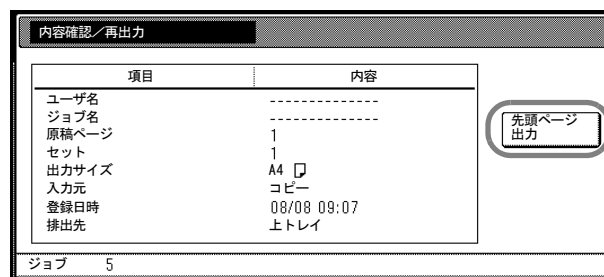 内容確認／再出力
項目 内容
ユーザ名 --------------
ジョブ名 --------------
原稿ページ 1
セット 1
出力サイズ A4
入力元 コピー
登録日時 08/08 09:07
排出先 上トレイ
先頭ページ
出力
ジョブ 5